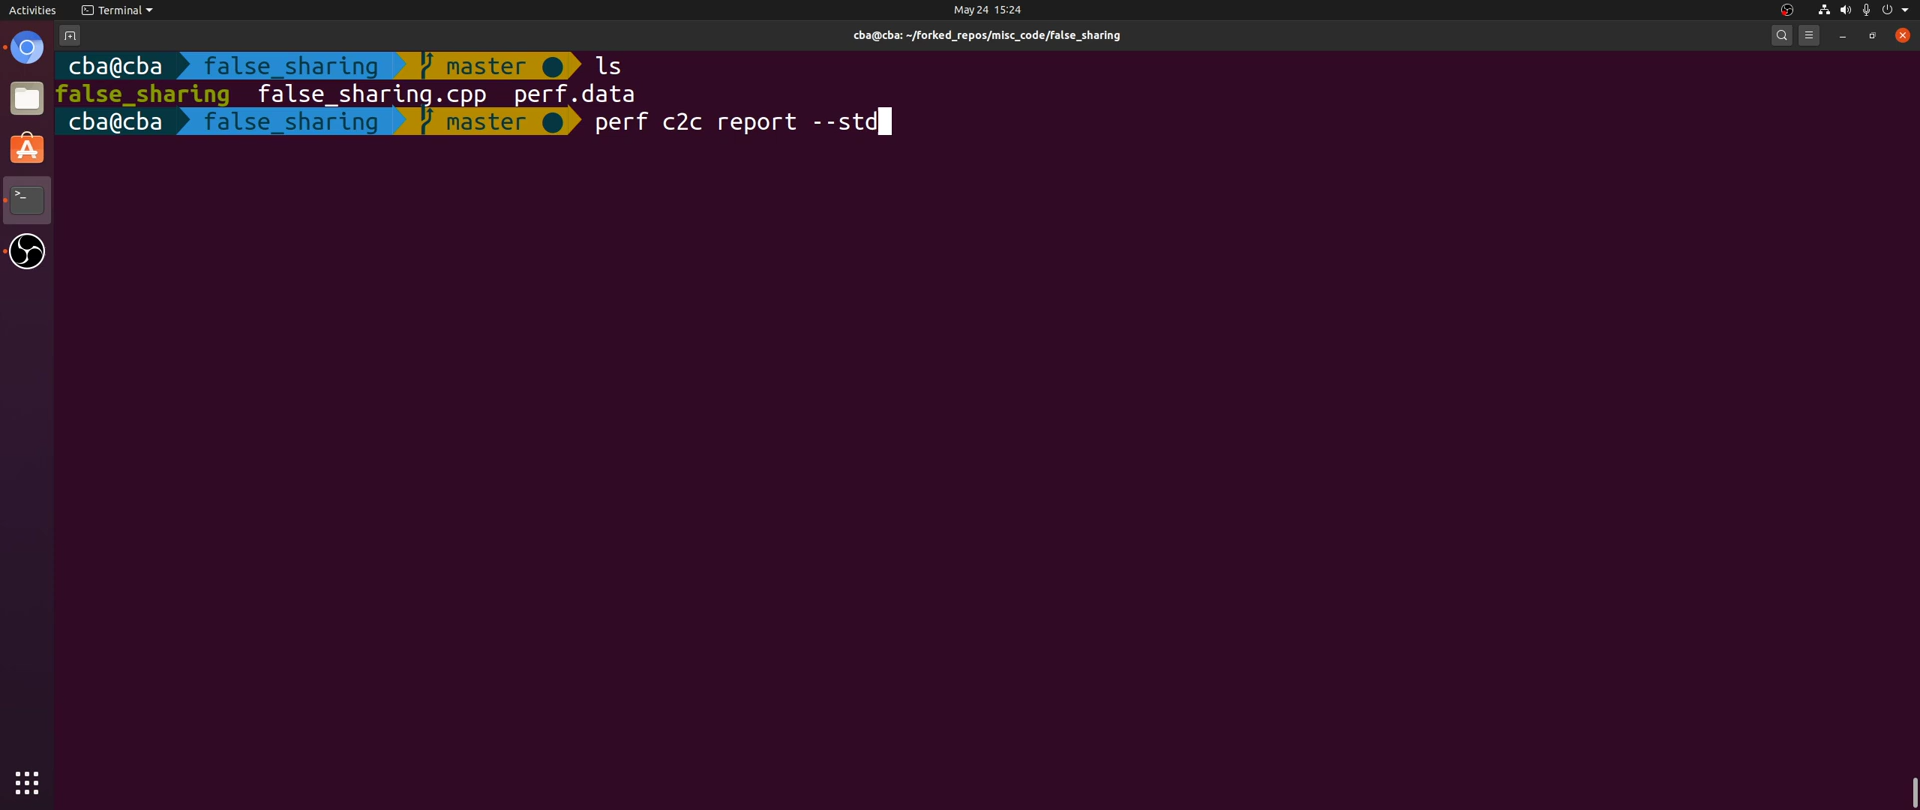 Activities Terminal May 24 15:24
cba@cba: ~/forked_repos/misc_code/false_sharing
cba@cba false_sharing master ls
false_sharing false_sharing.cpp perf.data
cba@cba false_sharing master perf c2c report --std